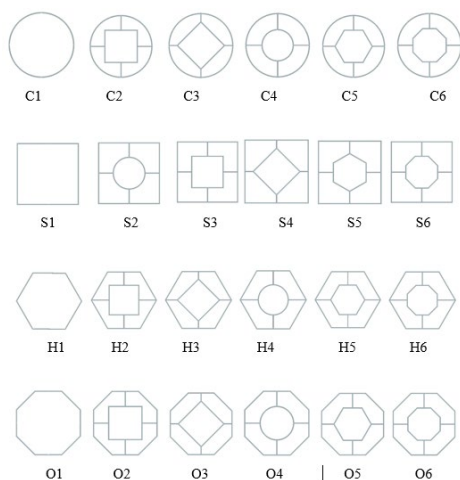 C1 C2 C3 C4 C5 C6
S1 S2 S3 S4 S5 S6
H1 H2 H3 H4 H5 H6
O1 O2 O3 O4 O5 O6